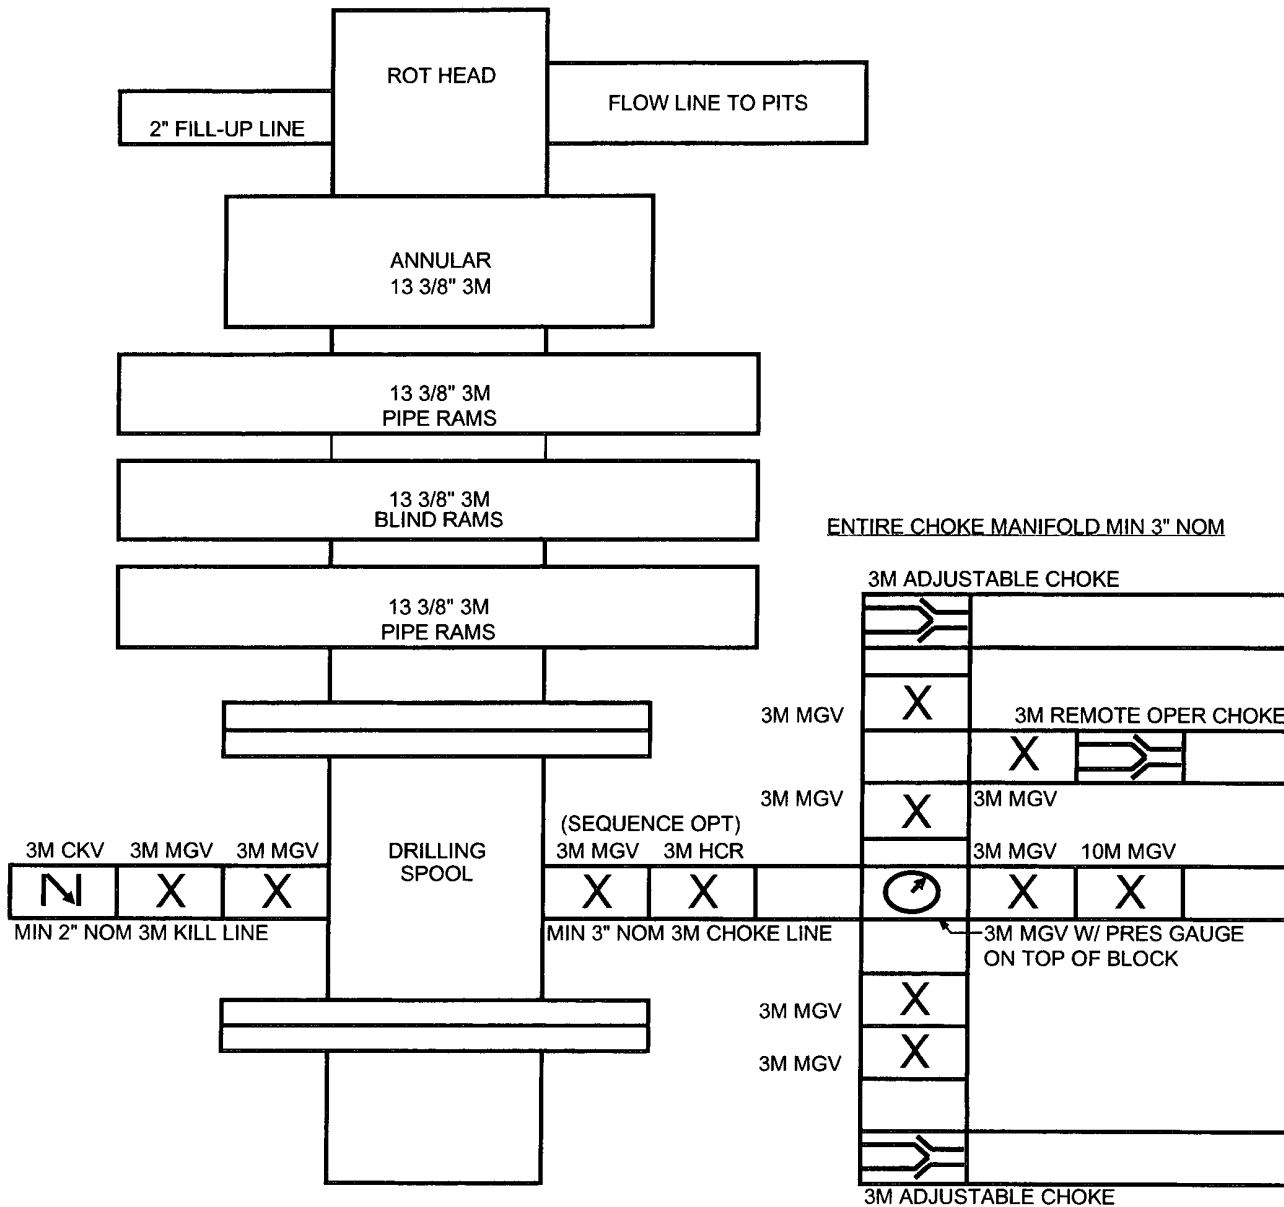 ROT HEAD
FLOW LINE TO PITS
2" FILL-UP LINE
ANNULAR
13 3/8" 3M
13 3/8" 3M
PIPE RAMS
13 3/8" 3M
BLIND RAMS
ENTIRE CHOKE MANIFOLD MIN 3" NOM
3M ADJUSTABLE CHOKE
13 3/8" 3M
PIPE RAMS
3M MGV
3M REMOTE OPER CHOKE
3M MGV
3M MGV
(SEQUENCE OPT)
3M CKV
3M MGV
3M MGV
DRILLING
SPOOL
3M MGV
3M HCR
3M MGV
10M MGV
MIN 2" NOM 3M KILL LINE
MIN 3" NOM 3M CHOKE LINE
3M MGV W/ PRES GAUGE
ON TOP OF BLOCK
3M MGV
3M MGV
3M ADJUSTABLE CHOKE